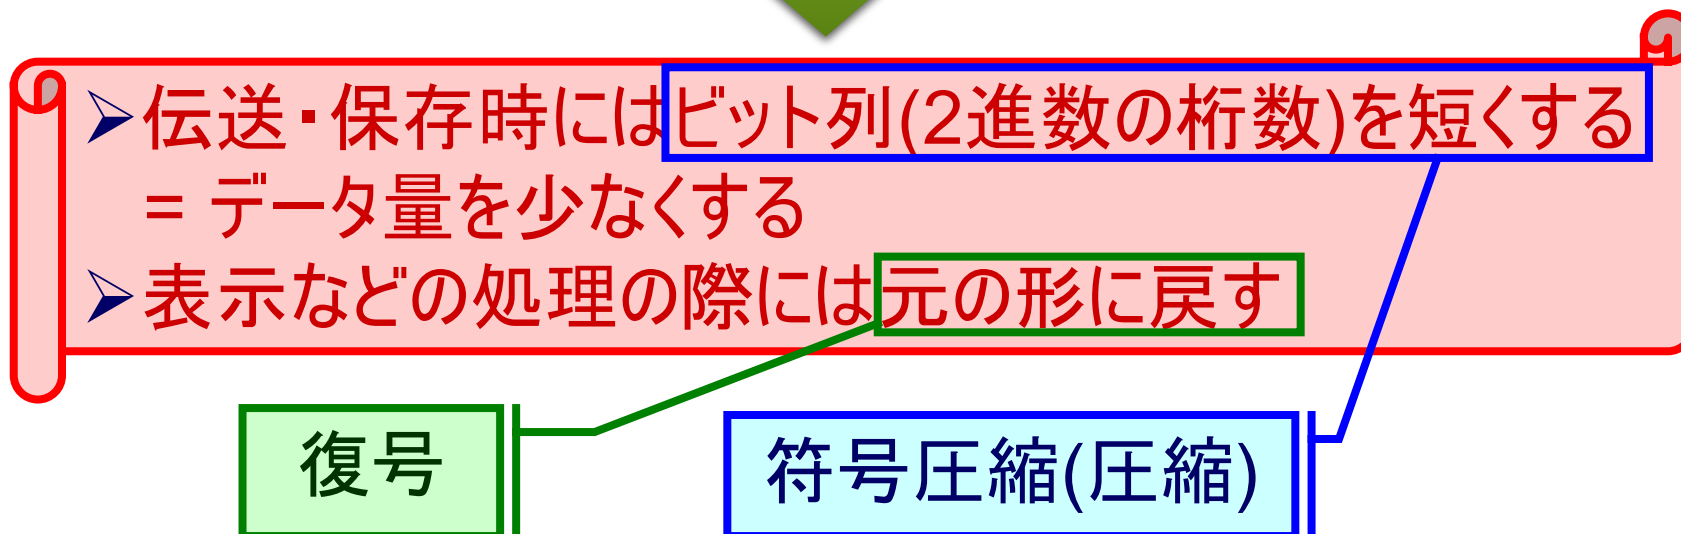 ➢伝送・保存時にはビット列(2進数の桁数)を短くする
= データ量を少なくする
➢表示などの処理の際には元の形に戻す
復号
符号圧縮(圧縮)